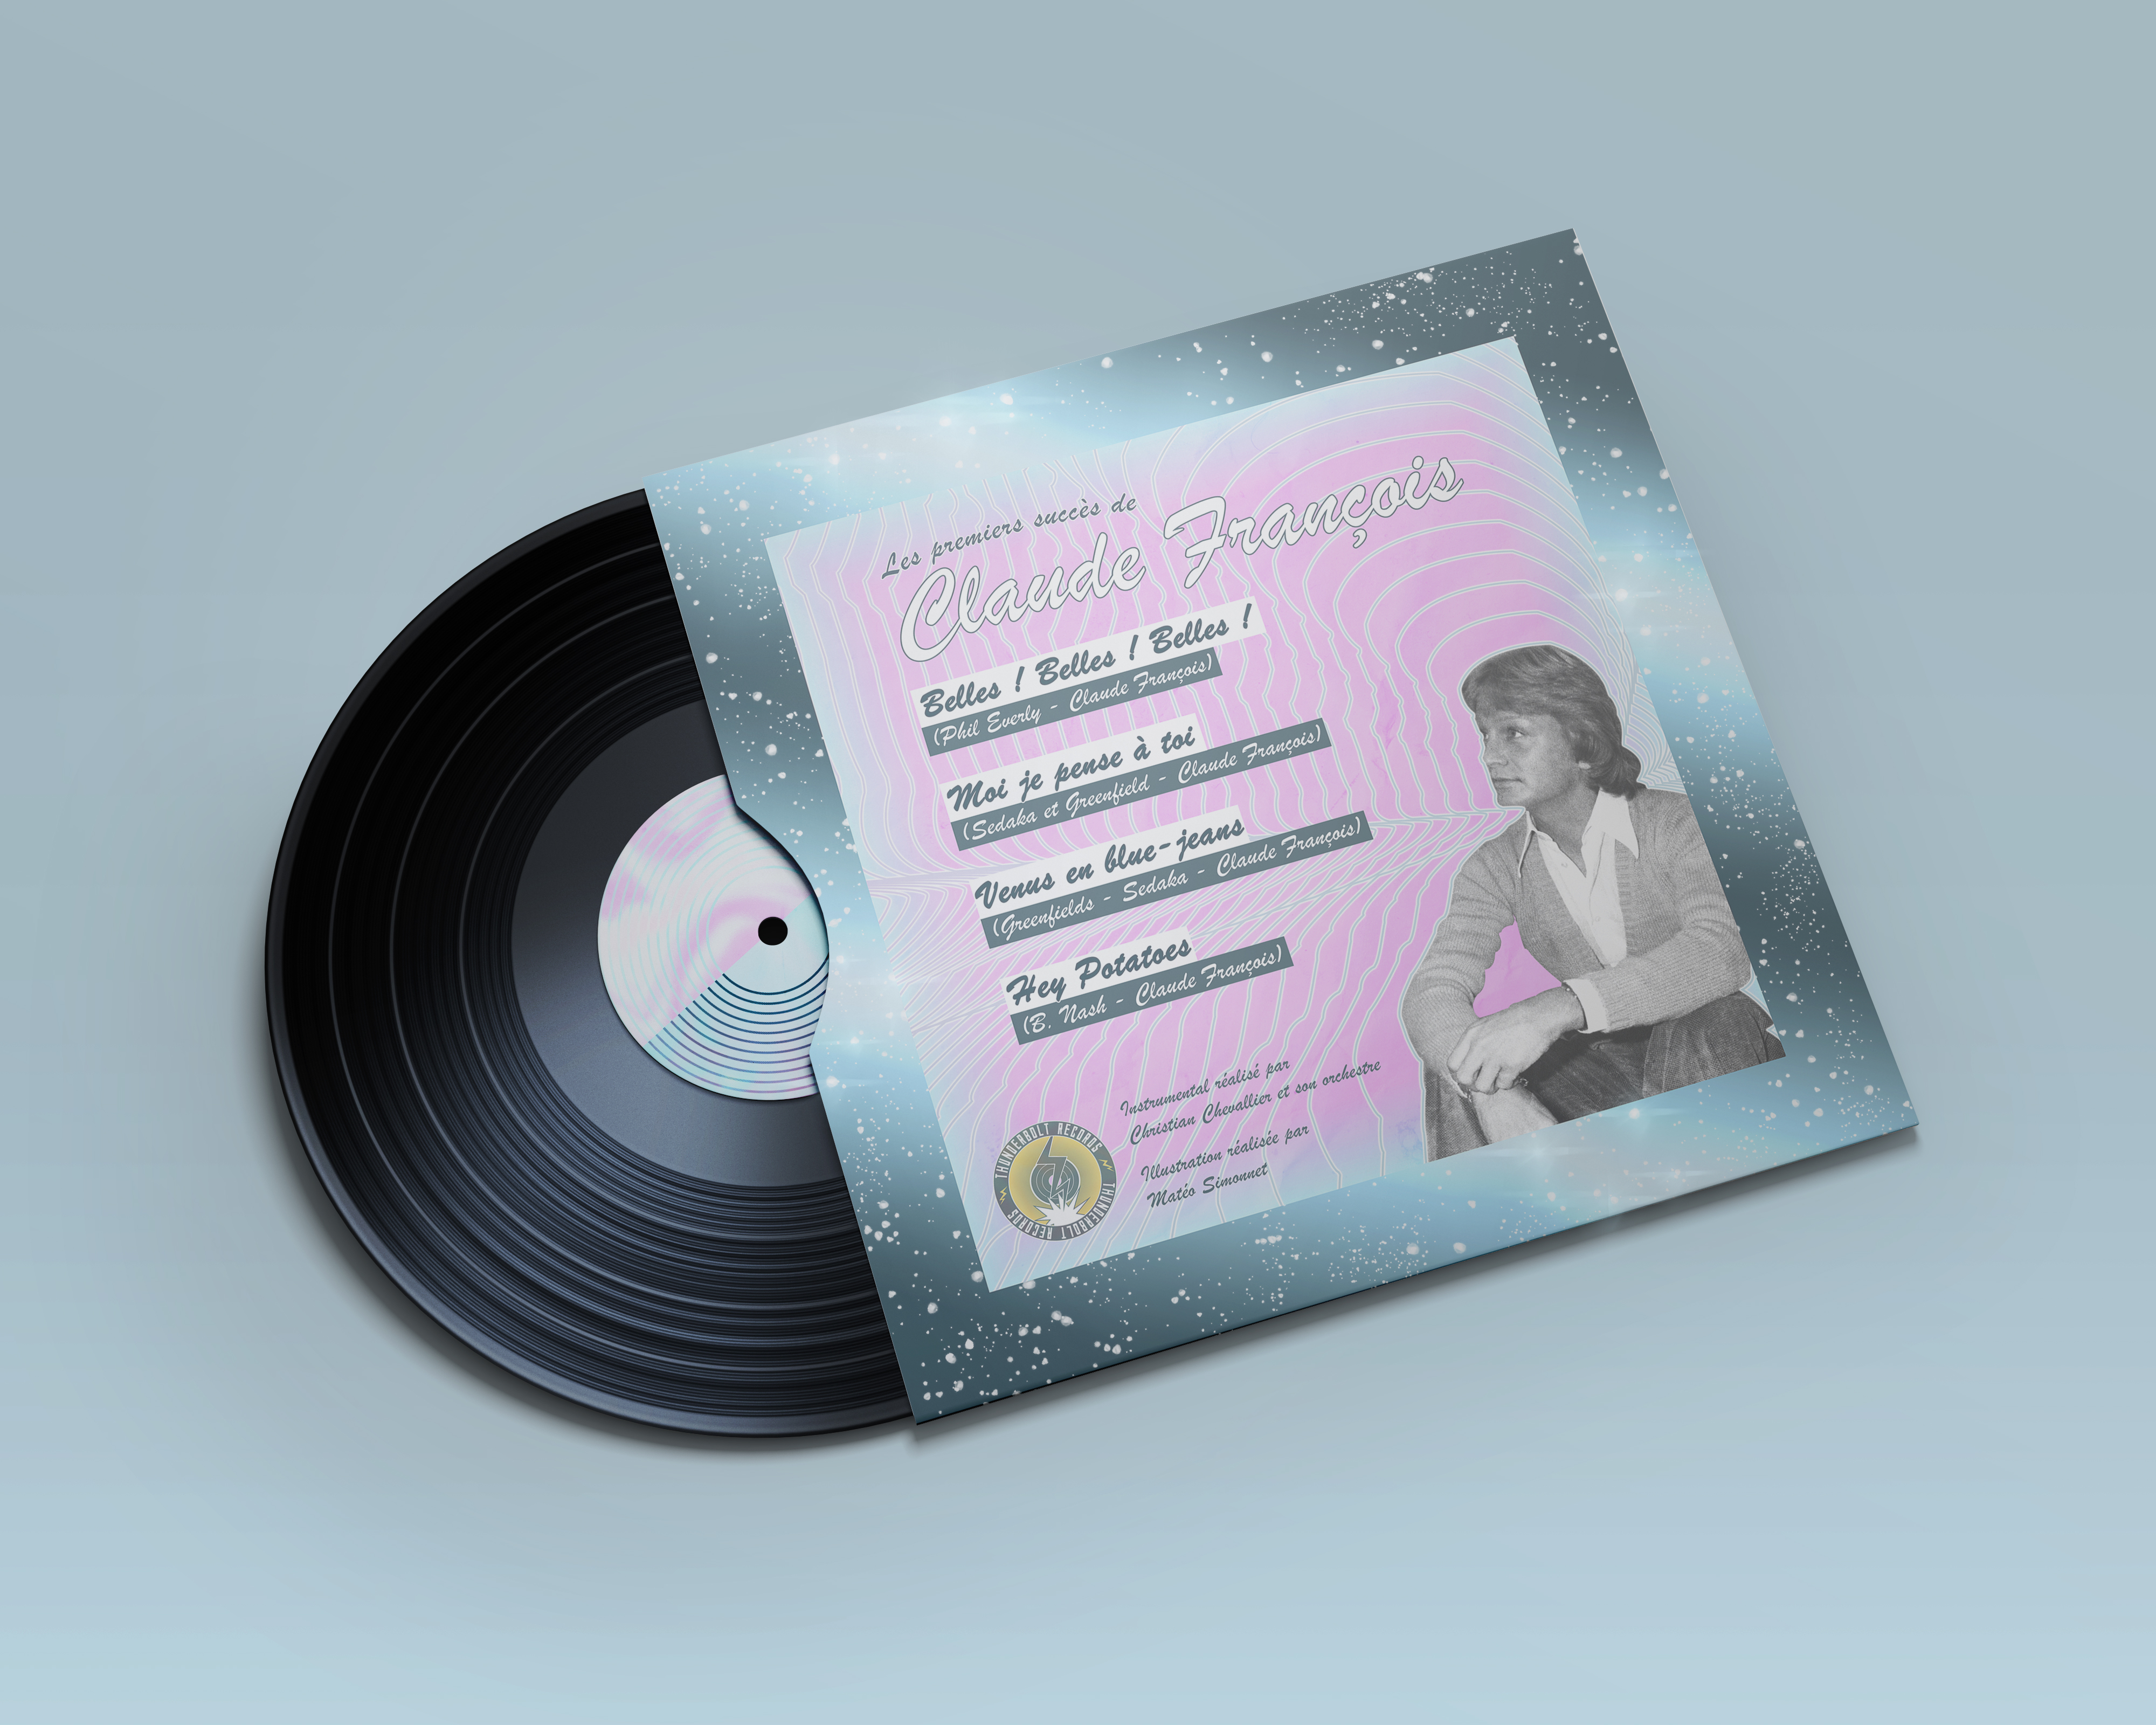 Les premiers succès de
Claude François
Belles ! Belles ! Belles !
(Phil Everly - Claude François)
Moi je pense à toi
(Sedaka et Greenfield - Claude François)
Venus en blue-jeans
(Greenfields - Sedaka - Claude François)
Hey Potatoes
(B. Nash - Claude François)
Instrumental réalisé par
Christian Chevallier et son orchestre
Illustration réalisée par
Matéo Simonnet
THUNDERBOLT RECORDS
THUNDERBOLT RECORDS